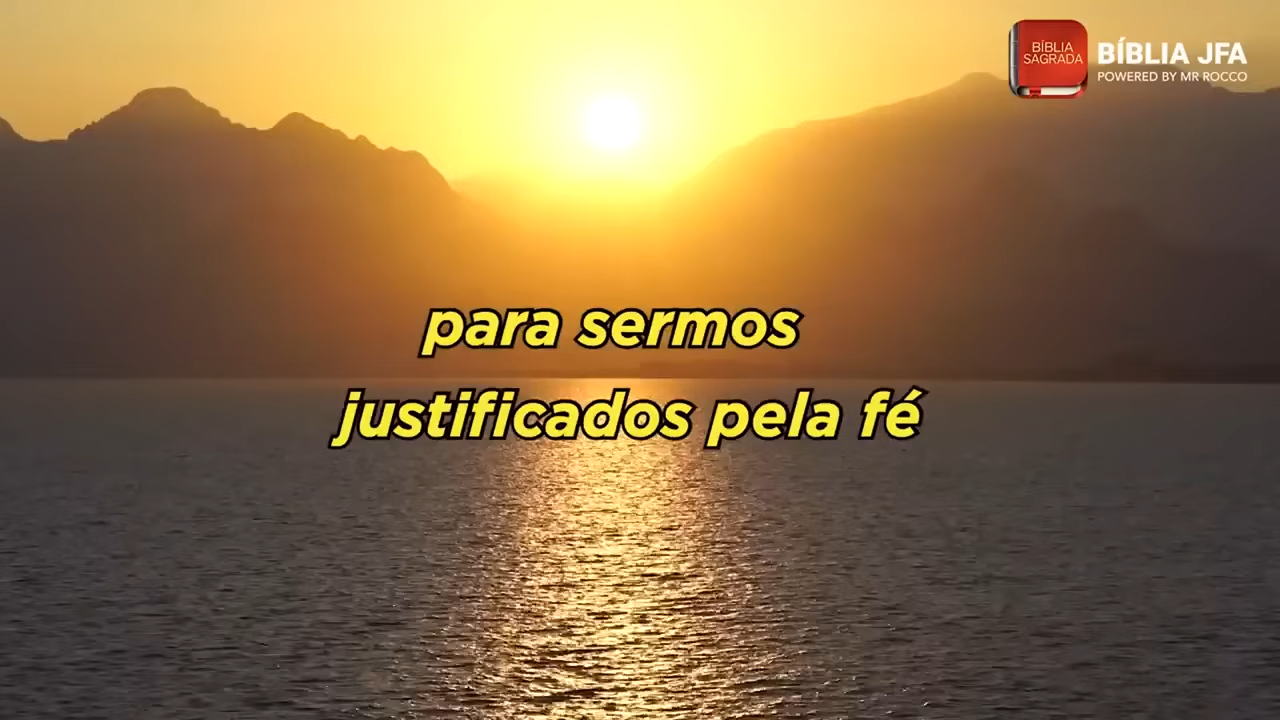 BÍBLIA
SAGRADA
BÍBLIA JFA
POWERED BY MR ROCCO
para sermos
justificados pela fé